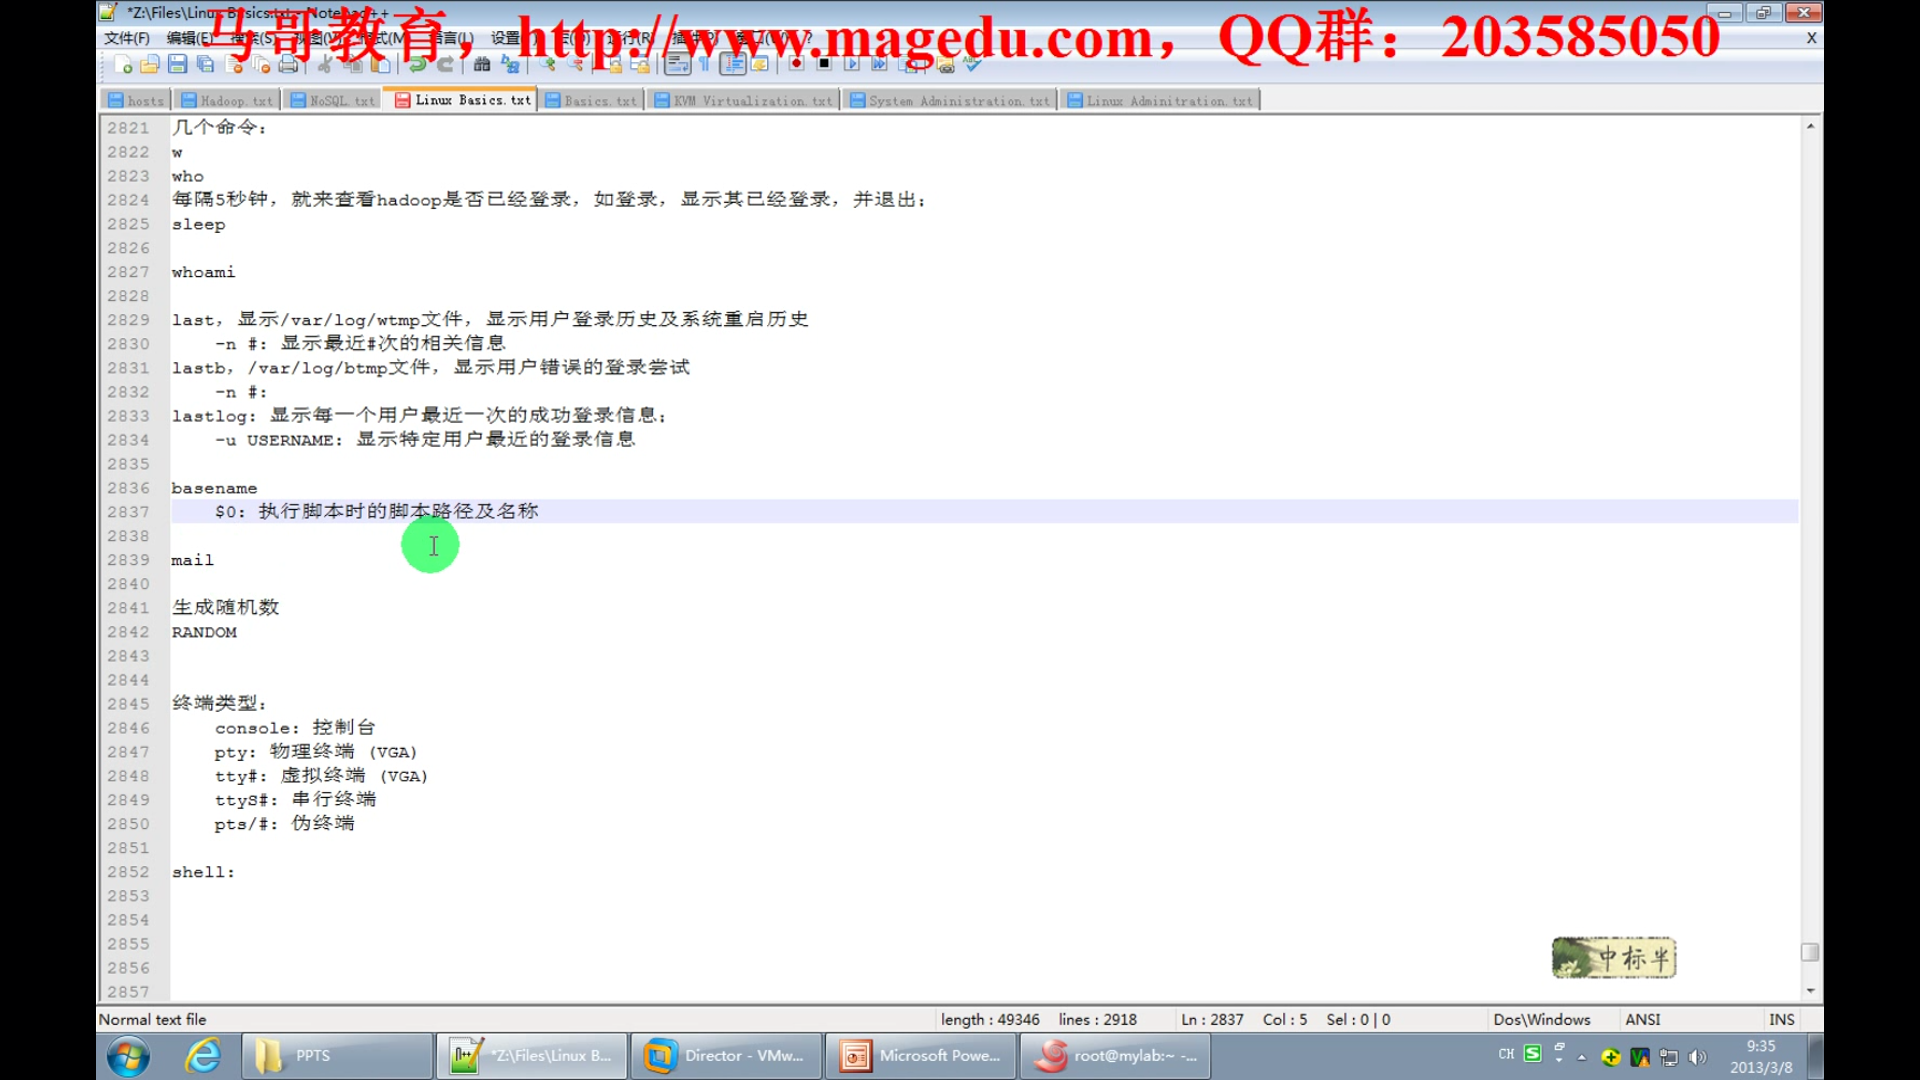 *Z:\Files\Linux Basics.txt - Notepad++
马哥教育，http://www.magedu.com，QQ群：203585050
文件(F) 编辑(E) 搜索(S) 视图(V) 格式(M) 语言(L) 设置 运行(R)
X
hosts Hadoop.txt NoSQL.txt Linux Basics.txt Basics.txt KVM Virtualization.txt System Administration.txt Linux Adminitration.txt
2821 几个命令：
2822 w
2823 who
2824 每隔5秒钟，就来查看hadoop是否已经登录，如登录，显示其已经登录，并退出；
2825 sleep
2826
2827 whoami
2828
2829 last，显示/var/log/wtmp文件，显示用户登录历史及系统重启历史
2830 -n #: 显示最近#次的相关信息
2831 lastb，/var/log/btmp文件，显示用户错误的登录尝试
2832 -n #:
2833 lastlog: 显示每一个用户最近一次的成功登录信息；
2834 -u USERNAME: 显示特定用户最近的登录信息
2835
2836 basename
2837 $0: 执行脚本时的脚本路径及名称
2838
2839 mail
2840
2841 生成随机数
2842 RANDOM
2843
2844
2845 终端类型：
2846 console: 控制台
2847 pty: 物理终端 (VGA)
2848 tty#: 虚拟终端 (VGA)
2849 ttyS#: 串行终端
2850 pts/#: 伪终端
2851
2852 shell:
2853
2854
2855
2856
2857
中标半
Normal text file length : 49346 lines : 2918 Ln : 2837 Col : 5 Sel : 0 | 0 Dos\Windows ANSI INS
PPTS *Z:\Files\Linux B... Director - VMw... Microsoft Powe... root@mylab:~ -... CH 9:35
2013/3/8